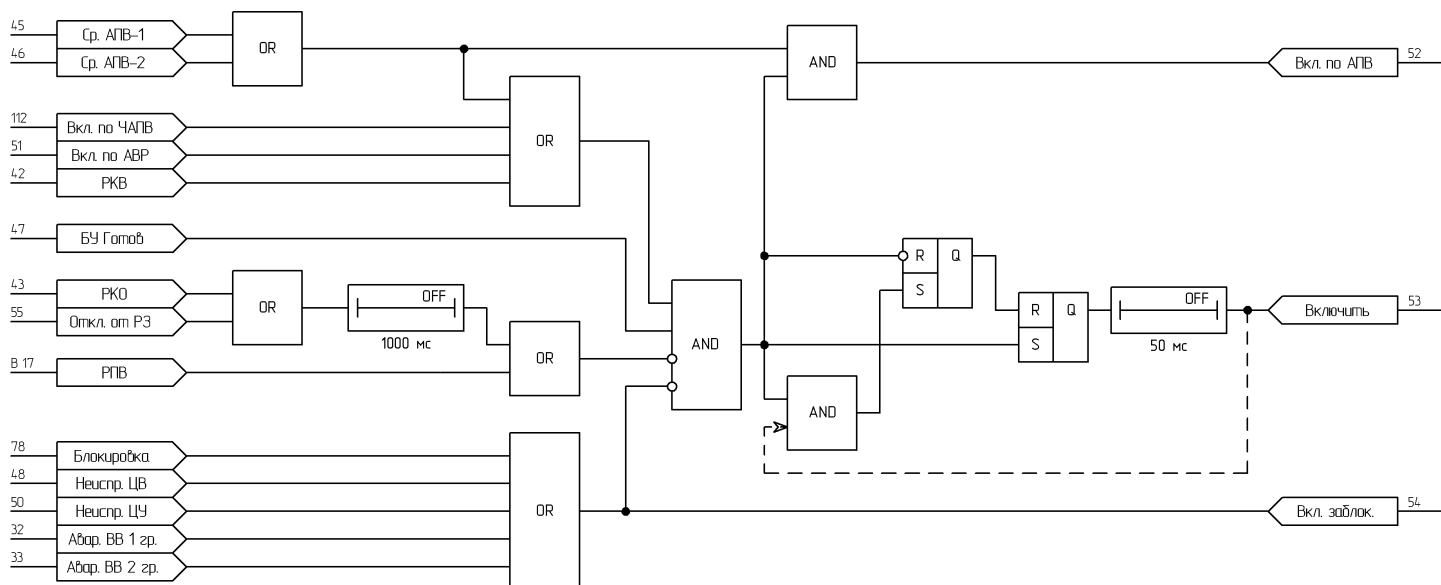 45 Ср. АПВ-1
46 Ср. АПВ-2
OR
AND
Вкл. по АПВ 52
112 Вкл. по ЧАПВ
51 Вкл. по АВР
42 РКВ
OR
47 БУ Готов
43 РКО
55 Откл. от РЗ
OR
OFF
1000 мс
OR
В 17 РПВ
AND
R Q
S
R Q
S
OFF
50 мс
Включить 53
AND
78 Блокировка
48 Неиспр. ЦВ
50 Неиспр. ЦУ
32 Авар. ВВ 1 гр.
33 Авар. ВВ 2 гр.
OR
Вкл. заблок. 54